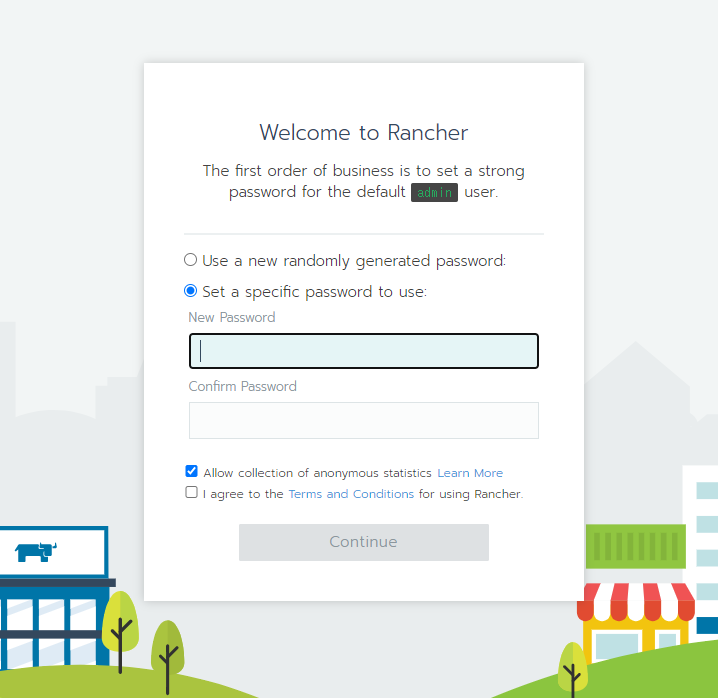 Welcome to Rancher
The first order of business is to set a strong
password for the default admin user.
Use a new randomly generated password:
Set a specific password to use:
New Password
Confirm Password
Allow collection of anonymous statistics Learn More
I agree to the Terms and Conditions for using Rancher.
Continue